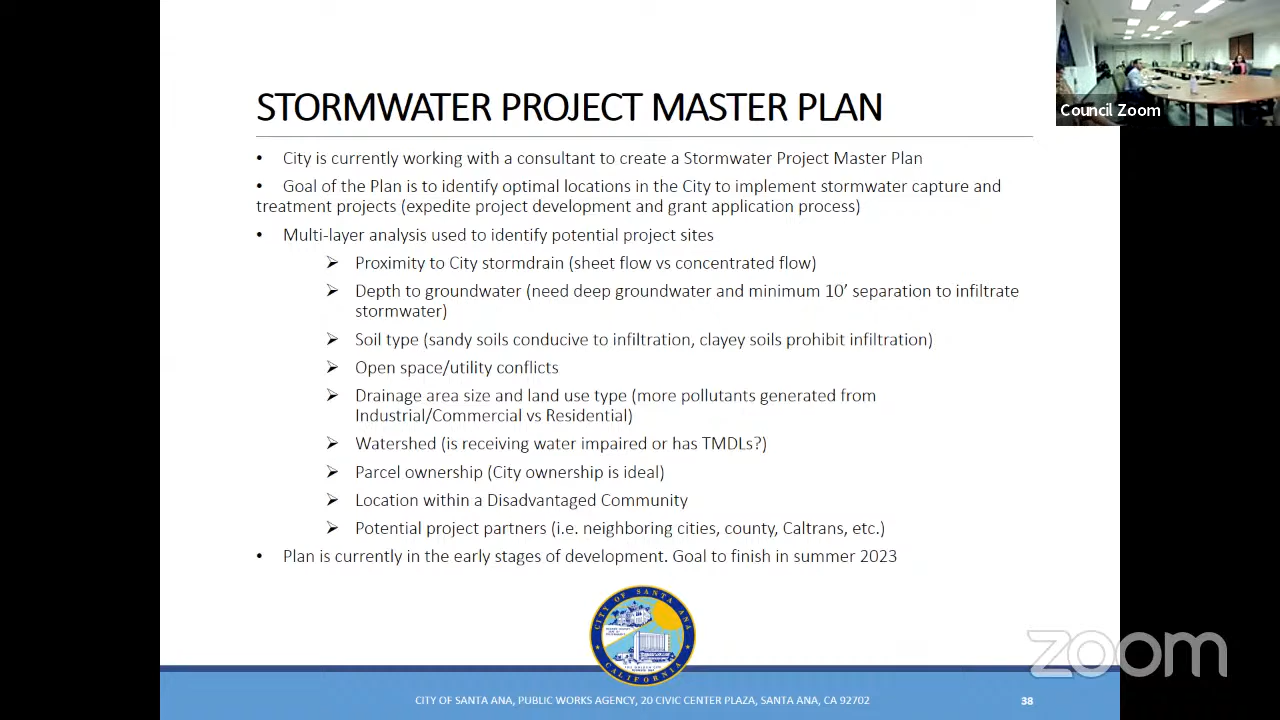 STORMWATER PROJECT MASTER PLAN
Council Zoom
• City is currently working with a consultant to create a Stormwater Project Master Plan
• Goal of the Plan is to identify optimal locations in the City to implement stormwater capture and
treatment projects (expedite project development and grant application process)
• Multi-layer analysis used to identify potential project sites
➢ Proximity to City stormdrain (sheet flow vs concentrated flow)
➢ Depth to groundwater (need deep groundwater and minimum 10’ separation to infiltrate
stormwater)
➢ Soil type (sandy soils conducive to infiltration, clayey soils prohibit infiltration)
➢ Open space/utility conflicts
➢ Drainage area size and land use type (more pollutants generated from
Industrial/Commercial vs Residential)
➢ Watershed (is receiving water impaired or has TMDLs?)
➢ Parcel ownership (City ownership is ideal)
➢ Location within a Disadvantaged Community
➢ Potential project partners (i.e. neighboring cities, county, Caltrans, etc.)
• Plan is currently in the early stages of development. Goal to finish in summer 2023
CITY OF SANTA ANA
CALIFORNIA
zoom
CITY OF SANTA ANA, PUBLIC WORKS AGENCY, 20 CIVIC CENTER PLAZA, SANTA ANA, CA 92702
38